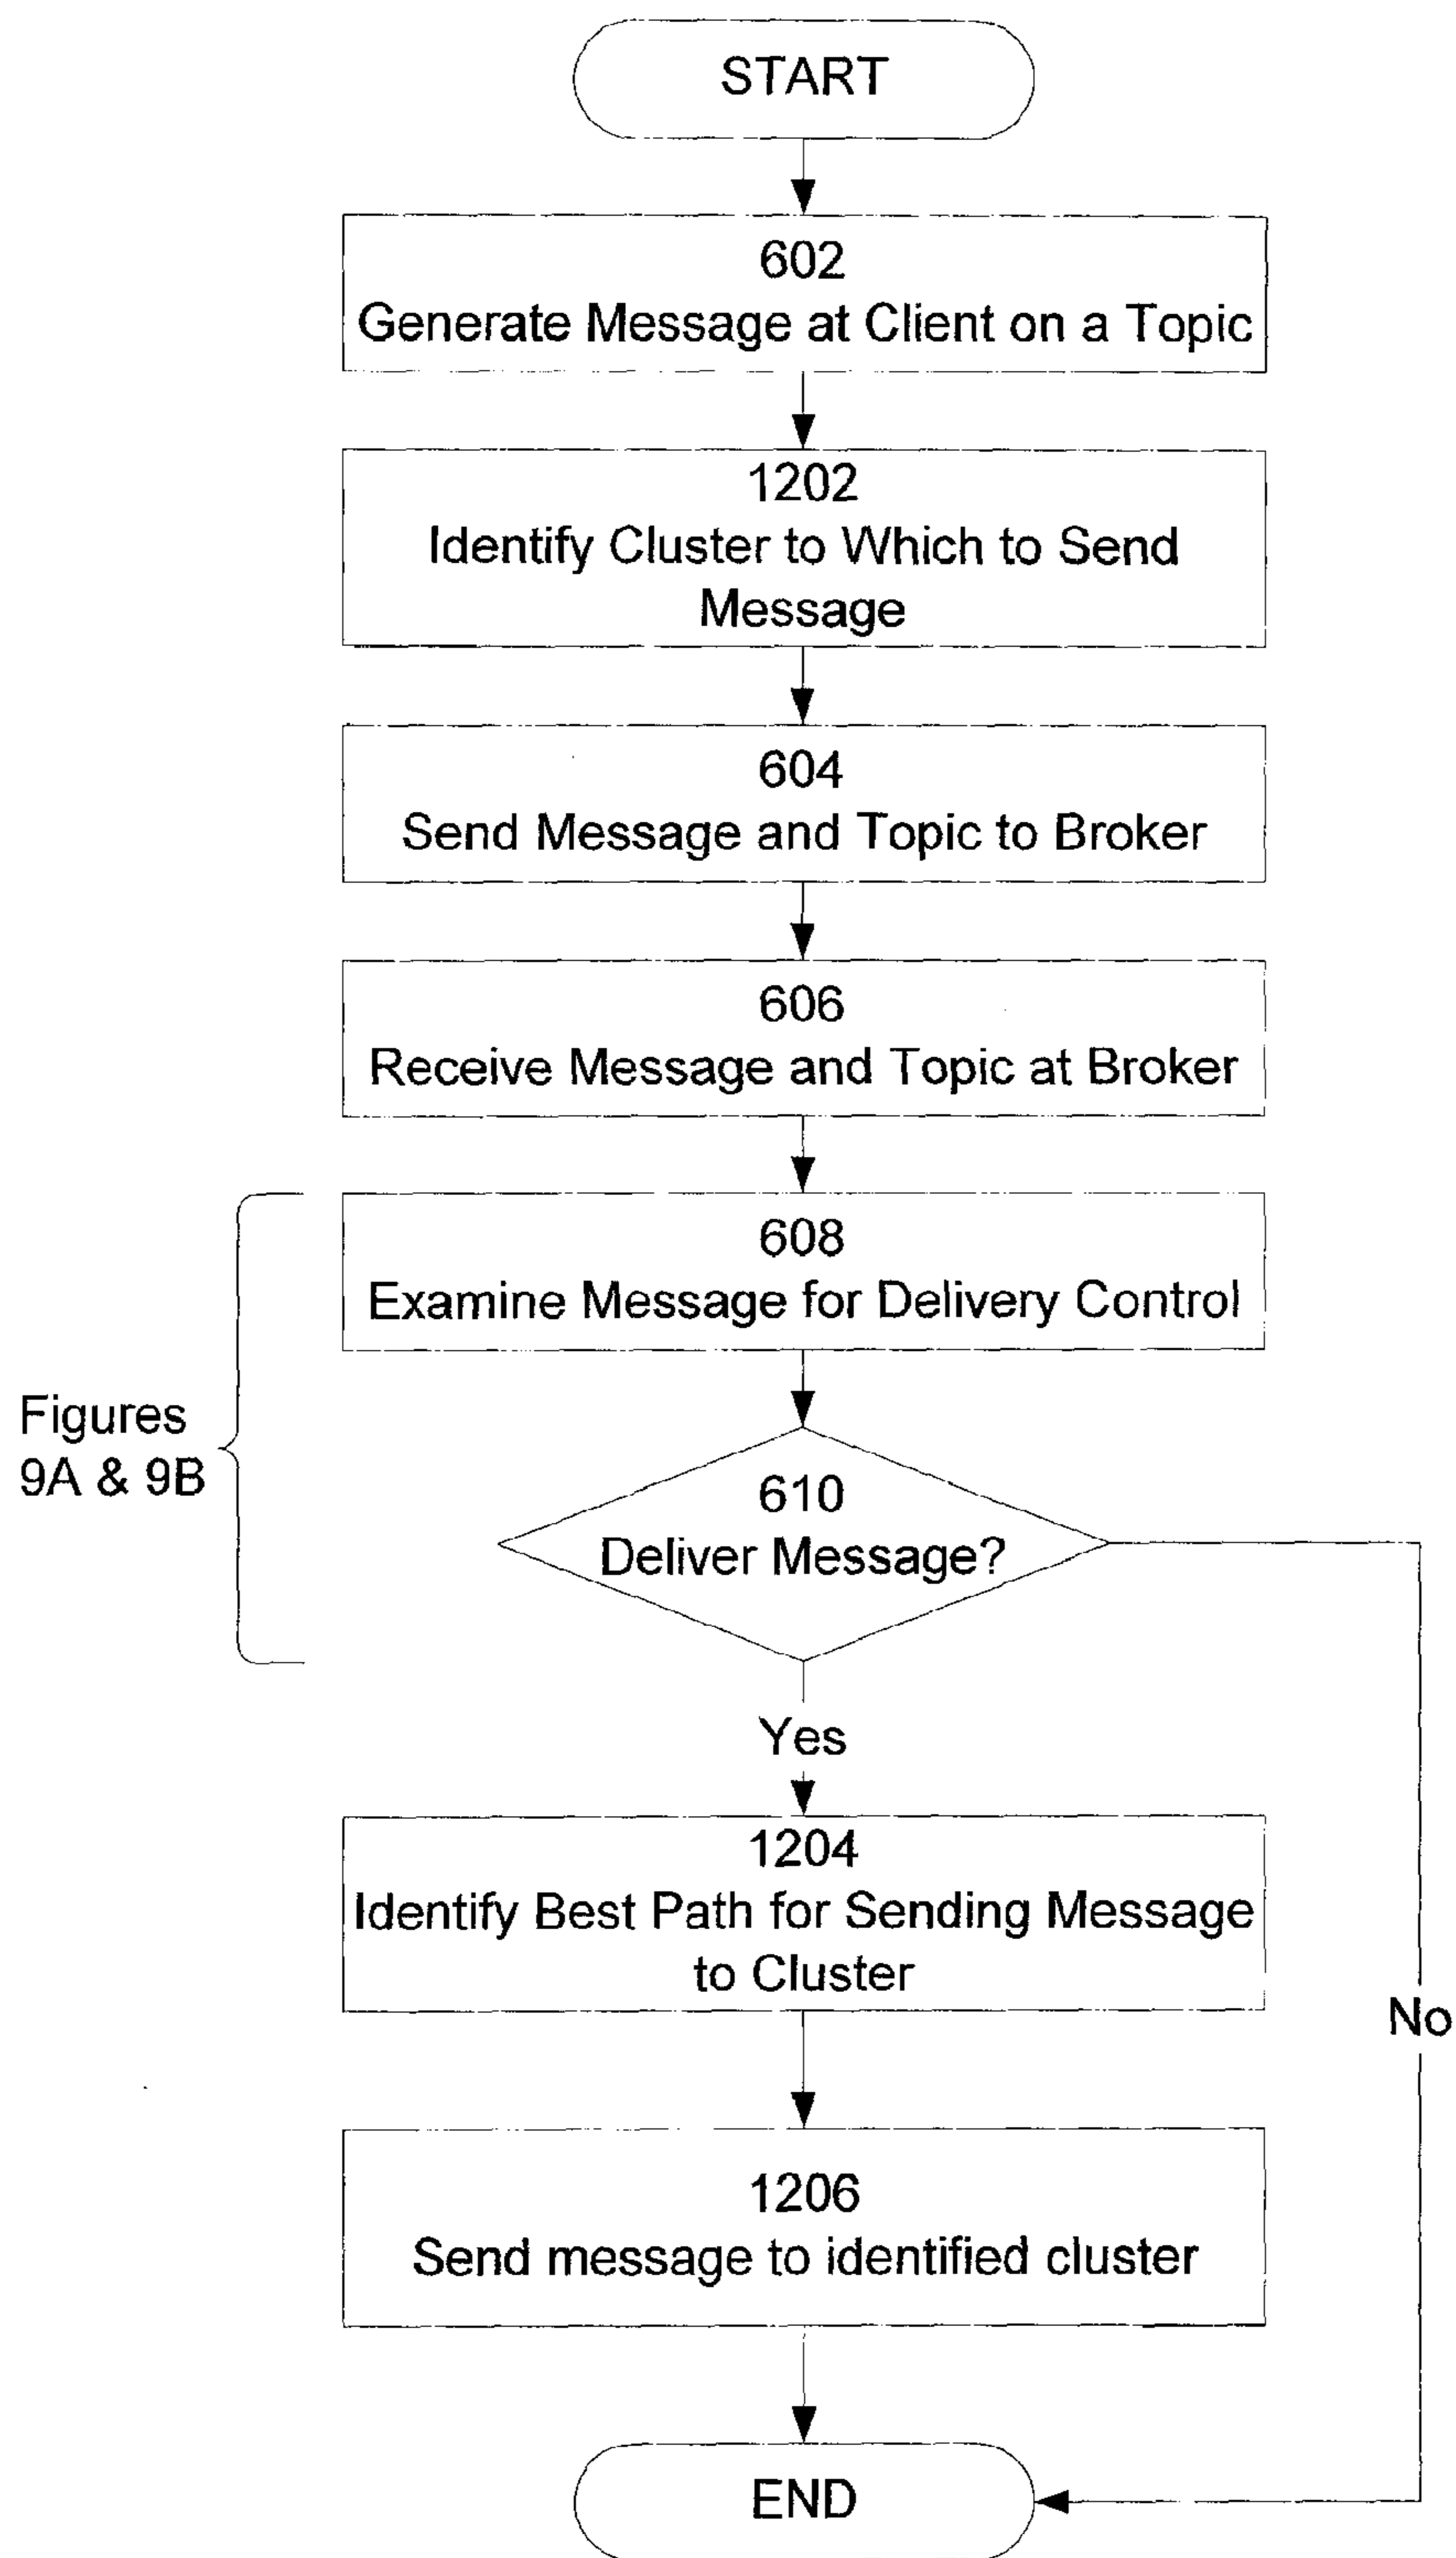 START
602
Generate Message at Client on a Topic
1202
Identify Cluster to Which to Send
Message
604
Send Message and Topic to Broker
606
Receive Message and Topic at Broker
608
Examine Message for Delivery Control
Figures
9A & 9B
610
Deliver Message?
Yes
1204
Identify Best Path for Sending Message
to Cluster
No
1206
Send message to identified cluster
END